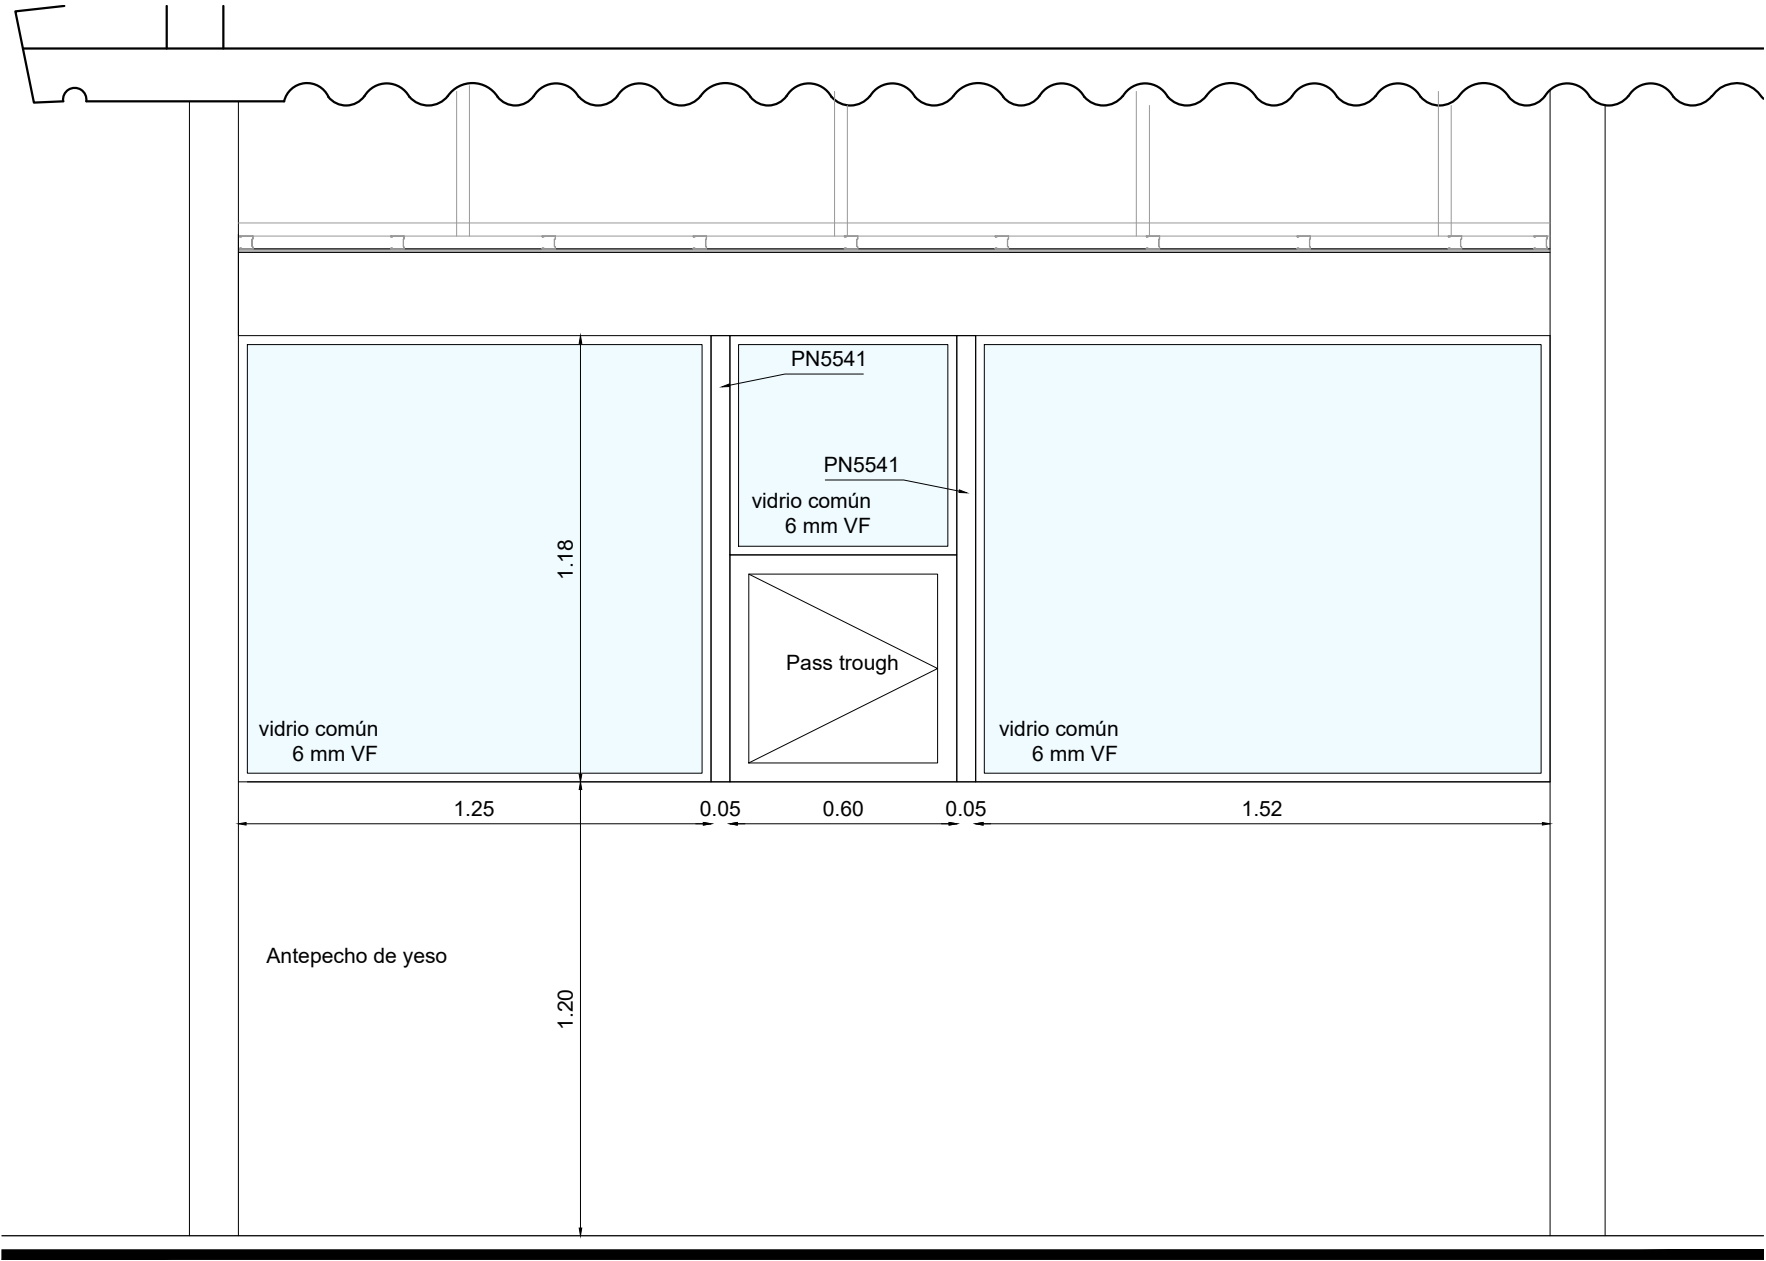 PN5541
PN5541
vidrio común
6 mm VF
1.18
Pass trough
vidrio común
6 mm VF
vidrio común
6 mm VF
1.25
0.05
0.60
0.05
1.52
Antepecho de yeso
1.20